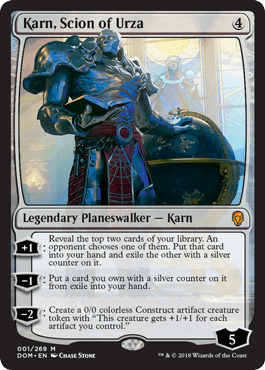 Karn, Scion of Urza 4
Legendary Planeswalker — Karn
+1: Reveal the top two cards of your library. An
opponent chooses one of them. Put that card
into your hand and exile the other with a silver
counter on it.
-1: Put a card you own with a silver counter on it
from exile into your hand.
-2: Create a 0/0 colorless Construct artifact creature
token with “This creature gets +1/+1 for each
artifact you control.”
5
001/269 M
DOM • EN CHASE STONE
™ & © 2018 Wizards of the Coast